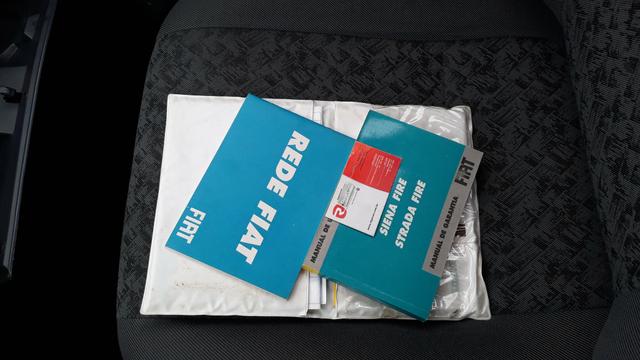 REDE FIAT
FIAT
MANUAL DE G
SIENA FIRE
STRADA FIRE
MANUAL DE GARANTIA
FIAT
R